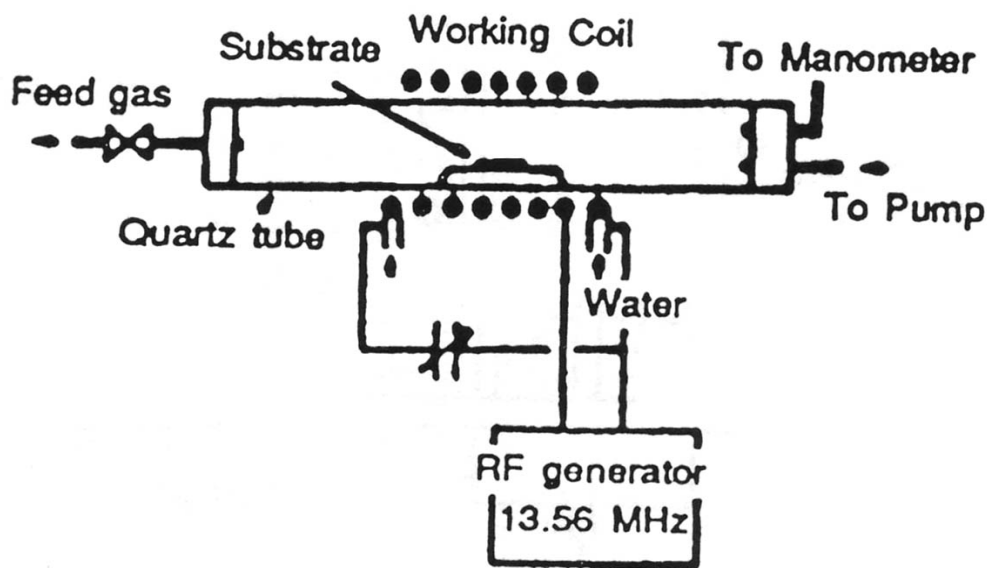 Working Coil
Substrate
To Manometer
Feed gas
To Pump
Quartz tube
Water
RF generator
13.56 MHz